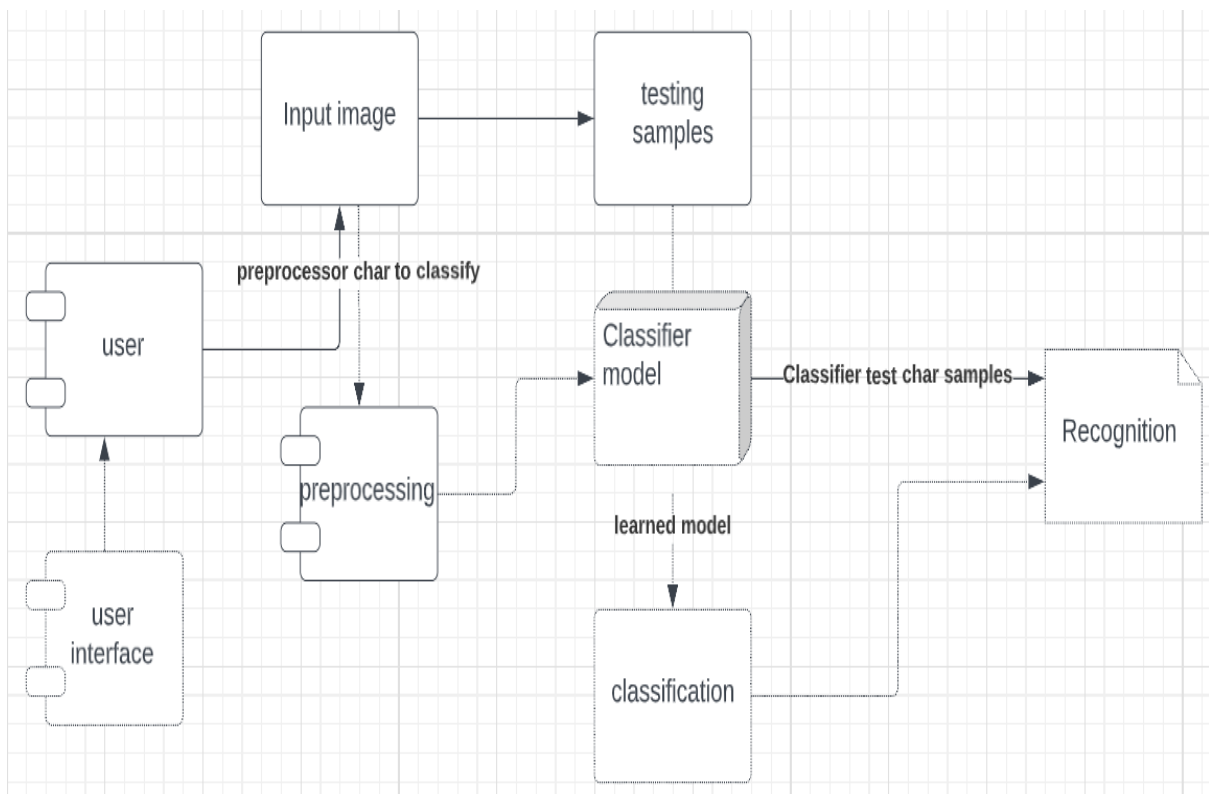 Input image
testing
samples
preprocessor char to classify
user
Classifier
model
Classifier test char samples
Recognition
preprocessing
learned model
user
interface
classification